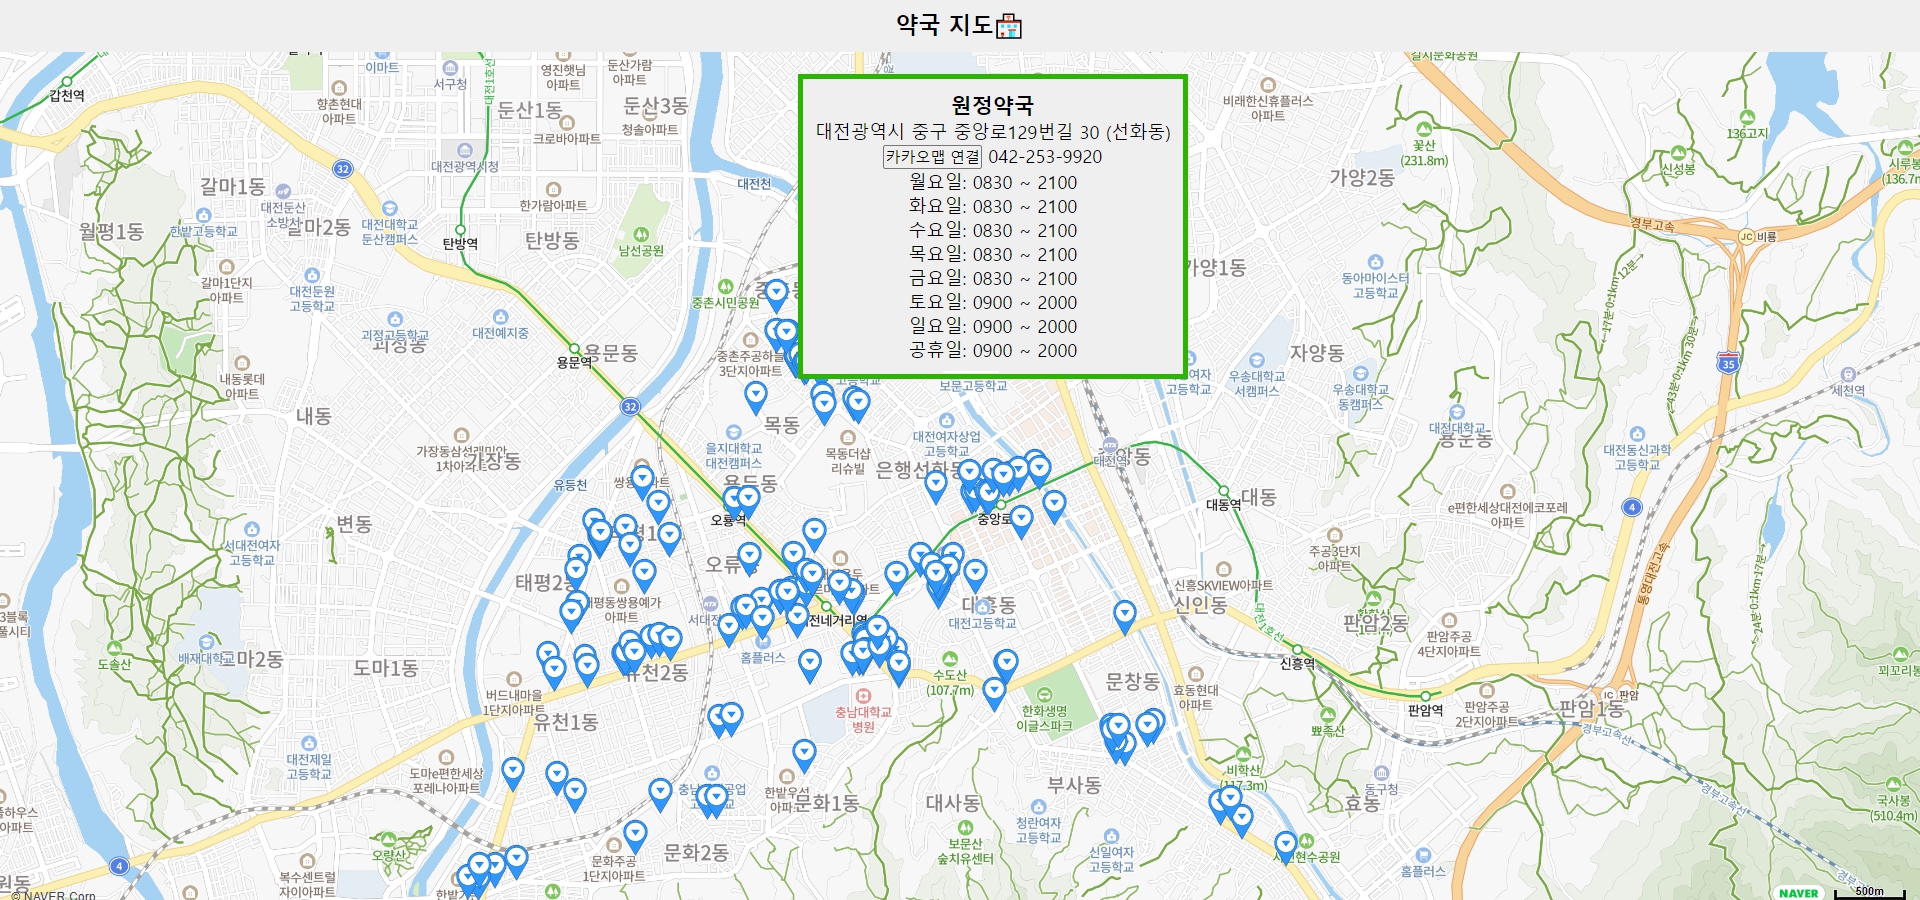 약국 지도
원정약국
대전광역시 중구 중앙로129번길 30 (선화동)
카카오맵 연결 042-253-9920
월요일: 0830 ~ 2100
화요일: 0830 ~ 2100
수요일: 0830 ~ 2100
목요일: 0830 ~ 2100
금요일: 0830 ~ 2100
토요일: 0900 ~ 2000
일요일: 0900 ~ 2000
공휴일: 0900 ~ 2000
갑천역
이마트
서구청
대전1호선
영진햇님
아파트
둔산가람
아파트
향촌현대
아파트
둔산1동
둔산3동
크로바아파트
청솔아파트
대전광역시청
32
갈마1동
대전둔산
소방서
갈마2동
한밭고등학교
월평1동
대전대학교
둔산캠퍼스
한가람아파트
탄방역
탄방동
남선공원
대전천
갈마1단지
아파트
대전둔원
고등학교
중촌시민공원
괴정고등학교
괴정동
대전예지중
용문역
용문동
중촌주공하늘
3단지아파트
내동롯데
아파트
내동
32
목동
을지대학교
대전캠퍼스
목동더샵
리슈빌
보문고등학교
대전여자상업
고등학교
은행선화동
가장동삼성래미안
1차아파트
가장동
유등천
용두동
오룡역
변동
서대전여자
고등학교
태평2동
오류동
태평동쌍용예가
아파트
중앙로
대전역
중앙동
대동역
대동
대흥동
대전고등학교
홈플러스
배재대학교
도마2동
도마1동
도솔산
유천2동
버드내마을
1단지아파트
유천1동
충남대학교
병원
수도산
(107.7m)
한화생명
이글스파크
문창동
효동현대
아파트
대전제일
고등학교
도마e편한세상
포레나아파트
한밭우성
아파트
문화1동
대사동
부사동
청란여자
고등학교
보문산
숲치유센터
신일여자
고등학교
비학산
(117.3m)
효동
동구청
홈플러스
오량산
복수센트럴
자이아파트
문화주공
1단지아파트
문화2동
4
길치문화공원
비래한신휴플러스
아파트
꽃산
(231.8m)
가양2동
가양1동
136고지
신성봉
시루봉
경부고속
JC 비룡
동아마이스터
고등학교
자양동
우송대학교
서캠퍼스
우송대학교
동캠퍼스
35
세천역
대전대학교
용운동
대전동신과학
고등학교
e편한세상대전에코포레
아파트
4
주공3단지
아파트
통영대전고속
신흥SKVIEW아파트
신인동
대전1호선
판암2동
판암주공
4단지아파트
신흥역
판암역
판암주공
2단지아파트
IC 판암
판암1동
뾰족산
경부고속선
경부고속선
꾀꼬리봉
국사봉
(510.4m)
© NAVER Corp.
NAVER
500m